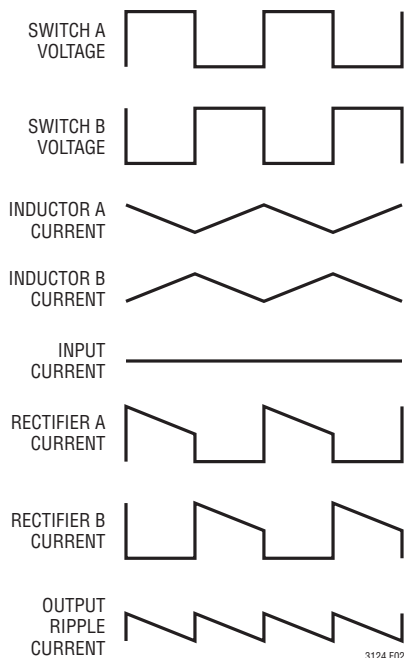 SWITCH A
VOLTAGE
SWITCH B
VOLTAGE
INDUCTOR A
CURRENT
INDUCTOR B
CURRENT
INPUT
CURRENT
RECTIFIER A
CURRENT
RECTIFIER B
CURRENT
OUTPUT
RIPPLE
CURRENT
3124 F02